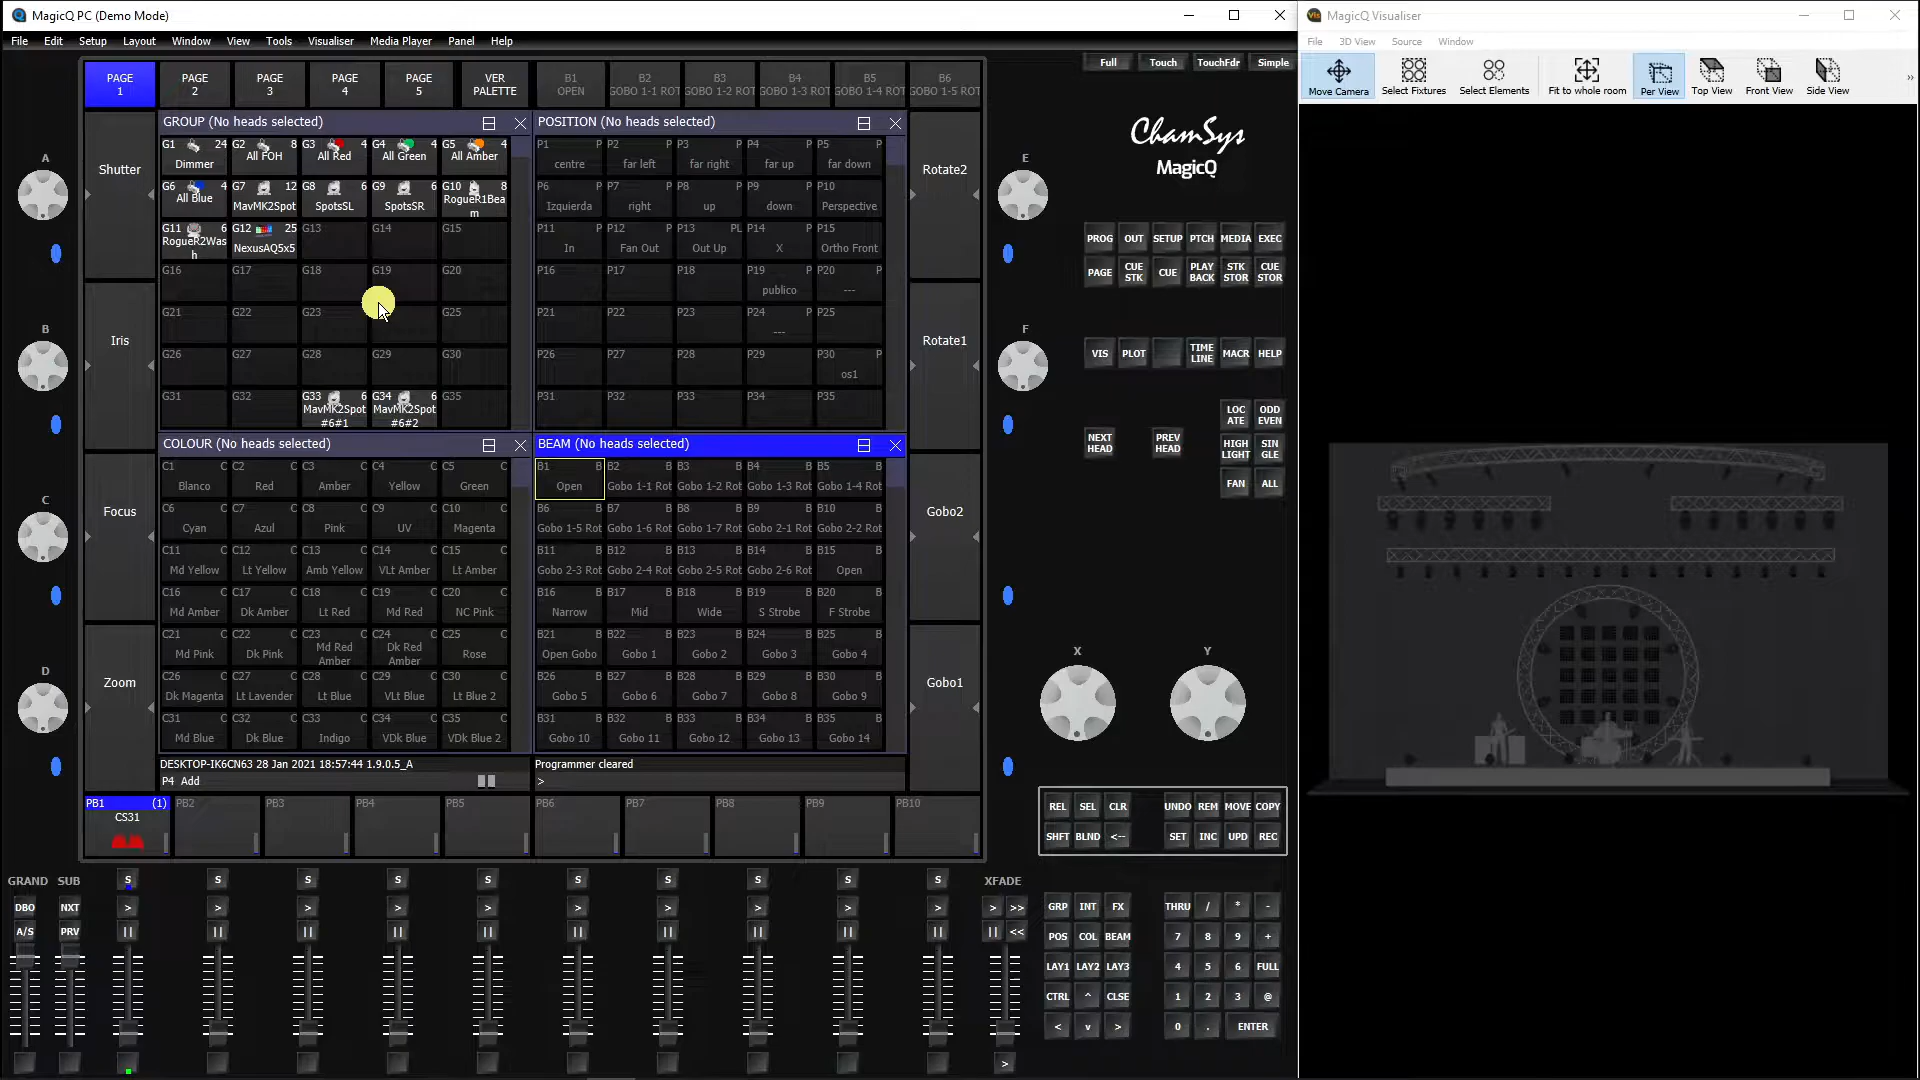 MagicQ PC (Demo Mode)
MagicQ Visualiser
File Edit Setup Layout Window View Tools Visualiser Media Player Panel Help
File 3D View Source Window
Move Camera Select Fixtures Select Elements Fit to whole room Per View Top View Front View Side View »
Full Touch TouchFdr Simple
PAGE 1 PAGE 2 PAGE 3 PAGE 4 PAGE 5 VER PALETTE B1 OPEN B2 GOBO 1-1 ROT B3 GOBO 1-2 ROT B4 GOBO 1-3 ROT B5 GOBO 1-4 ROT B6 GOBO 1-5 ROT
ChamSys
MagicQ
GROUP (No heads selected)
G1 24 Dimmer G2 8 All FOH G3 4 All Red G4 4 All Green G5 4 All Amber
G6 4 All Blue G7 12 MavMK2Spot G8 6 SpotsSL G9 6 SpotsSR G10 8 RogueR1Beam
G11 6 RogueR2Wash G12 25 NexusAQ5x5 G13 G14 G15
G16 G17 G18 G19 G20
G21 G22 G23 G25
G26 G27 G28 G29 G30
G31 G32 G33 6 MavMK2Spot #6#1 G34 6 MavMK2Spot #6#2 G35
POSITION (No heads selected)
P1 P centre P2 P far left P3 P far right P4 P far up P5 P far down
P6 P Izquierda P7 P right P8 P up P9 P down P10 P Perspective
P11 P In P12 P Fan Out P13 PL Out Up P14 P X P15 P Ortho Front
P16 P17 P18 P19 P publico P20 P ---
P21 P22 P23 P24 P --- P25
P26 P27 P28 P29 P30 P os1
P31 P32 P33 P34 P35
COLOUR (No heads selected)
C1 C Blanco C2 C Red C3 C Amber C4 C Yellow C5 C Green
C6 C Cyan C7 C Azul C8 C Pink C9 C UV C10 C Magenta
C11 C Md Yellow C12 C Lt Yellow C13 C Amb Yellow C14 C VLt Amber C15 C Lt Amber
C16 C Md Amber C17 C Dk Amber C18 C Lt Red C19 C Md Red C20 C NC Pink
C21 C Md Pink C22 C Dk Pink C23 C Md Red Amber C24 C Dk Red Amber C25 C Rose
C26 C Dk Magenta C27 C Lt Lavender C28 C Lt Blue C29 C VLt Blue C30 C Lt Blue 2
C31 C Md Blue C32 C Dk Blue C33 C Indigo C34 C VDk Blue C35 C VDk Blue 2
BEAM (No heads selected)
B1 B Open B2 B Gobo 1-1 Rot B3 B Gobo 1-2 Rot B4 B Gobo 1-3 Rot B5 B Gobo 1-4 Rot
B6 B Gobo 1-5 Rot B7 B Gobo 1-6 Rot B8 B Gobo 1-7 Rot B9 B Gobo 2-1 Rot B10 B Gobo 2-2 Rot
B11 B Gobo 2-3 Rot B12 B Gobo 2-4 Rot B13 B Gobo 2-5 Rot B14 B Gobo 2-6 Rot B15 B Open
B16 B Narrow B17 B Mid B18 B Wide B19 B S Strobe B20 B F Strobe
B21 B Open Gobo B22 B Gobo 1 B23 B Gobo 2 B24 B Gobo 3 B25 B Gobo 4
B26 B Gobo 5 B27 B Gobo 6 B28 B Gobo 7 B29 B Gobo 8 B30 B Gobo 9
B31 B Gobo 10 B32 B Gobo 11 B33 B Gobo 12 B34 B Gobo 13 B35 B Gobo 14
A Shutter
B Iris
C Focus
D Zoom
Rotate2 E
Rotate1 F
Gobo2
Gobo1
X Y
PROG OUT SETUP PTCH MEDIA EXEC
PAGE CUE STK CUE PLAY BACK STK STOR CUE STOR
VIS PLOT TIME LINE MACR HELP
LOC ATE ODD EVEN
NEXT HEAD PREV HEAD HIGH LIGHT SIN GLE
FAN ALL
DESKTOP-IK6CN63 28 Jan 2021 18:57:44 1.9.0.5_A
P4 Add
Programmer cleared
>
PB1 (1) CS31 PB2 PB3 PB4 PB5 PB6 PB7 PB8 PB9 PB10
REL SEL CLR UNDO REM MOVE COPY
SHFT BLND <-- SET INC UPD REC
GRAND SUB S S S S S S S S S S XFADE
DBO NXT > > > > > > > > > > > >>
A/S PRV <<
>
GRP INT FX THRU / * -
POS COL BEAM 7 8 9 +
LAY1 LAY2 LAY3 4 5 6 FULL
CTRL ^ CLSE 1 2 3 @
< v > 0 . ENTER